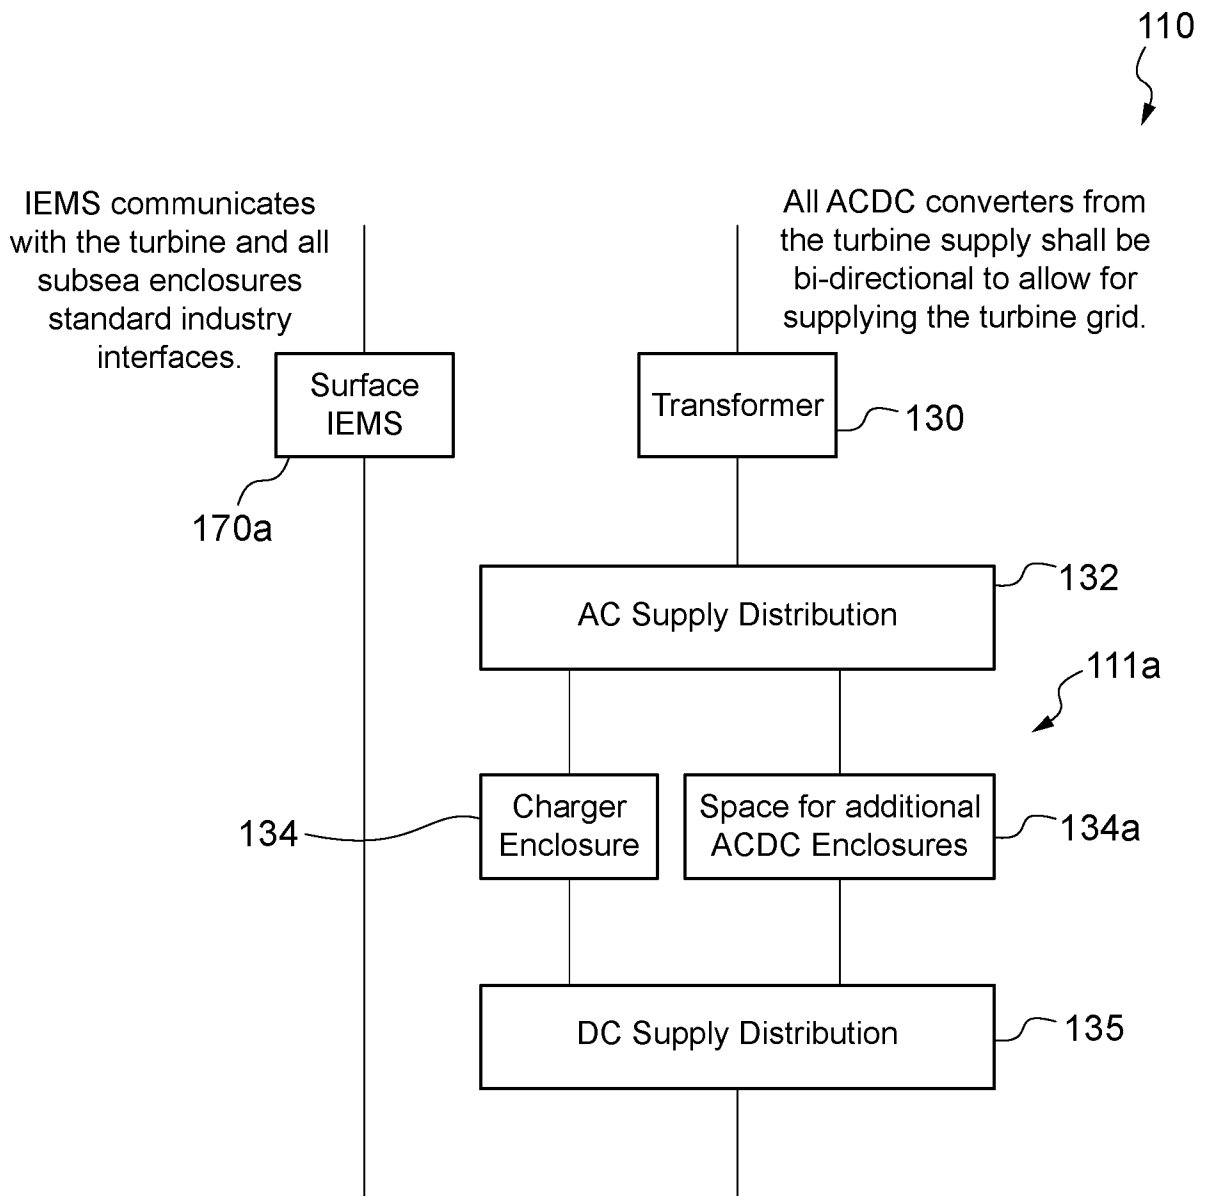 110
IEMS communicates
with the turbine and all
subsea enclosures
standard industry
interfaces.
All ACDC converters from
the turbine supply shall be
bi-directional to allow for
supplying the turbine grid.
Surface
IEMS
Transformer
130
170a
AC Supply Distribution
132
111a
134
Charger
Enclosure
Space for additional
ACDC Enclosures
134a
DC Supply Distribution
135